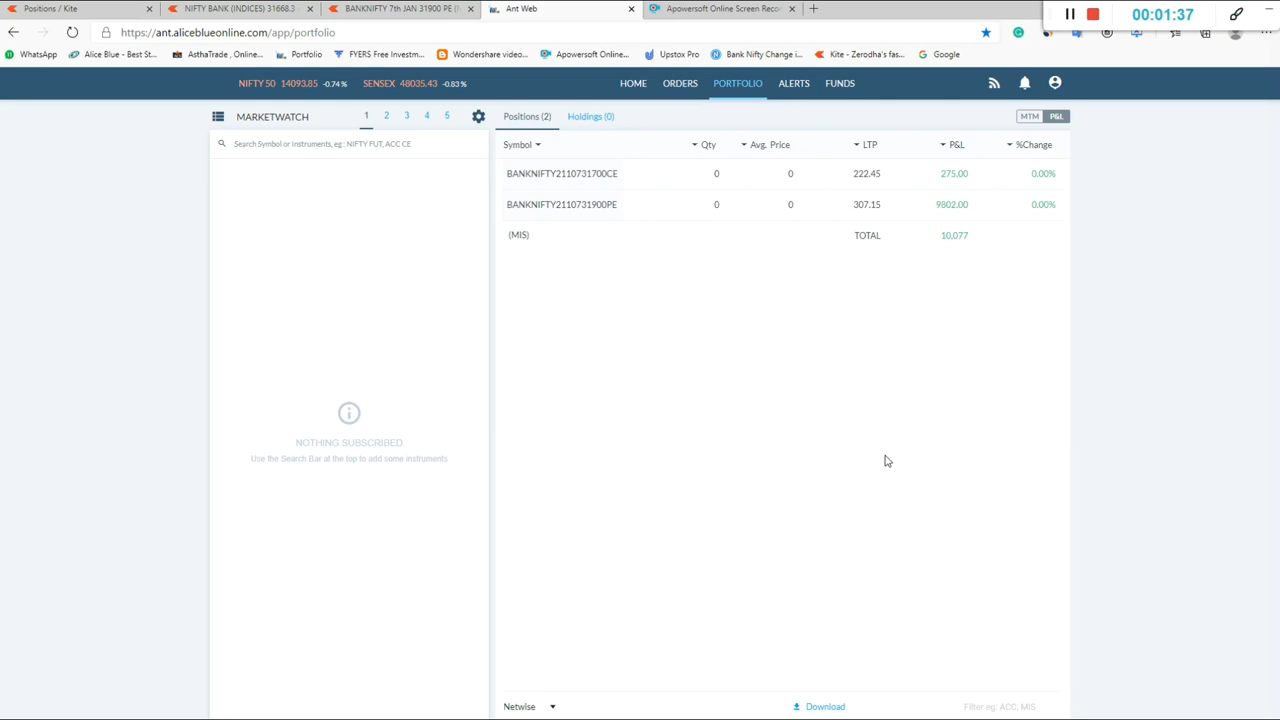 Positions / Kite
NIFTY BANK (INDICES) 31668.3
BANKNIFTY 7th JAN 31900 PE (N
Ant Web
Apowersoft Online Screen Reco
00:01:37
https://ant.aliceblueonline.com/app/portfolio
WhatsApp
Alice Blue - Best St...
AsthaTrade , Online...
Portfolio
FYERS Free Investm...
Wondershare video...
Apowersoft Online...
Upstox Pro
Bank Nifty Change i...
Kite - Zerodha's fas...
Google
NIFTY 50 14093.85 -0.74 % SENSEX 48035.43 -0.83 %
HOME ORDERS PORTFOLIO ALERTS FUNDS
MARKETWATCH 1 2 3 4 5
Positions (2) Holdings (0) MTM P&L
Search Symbol or instruments, eg.: NIFTY FUT, ACC CE
Symbol Qty Avg. Price LTP P&L %Change
BANKNIFTY2110731700CE 0 0 222.45 275.00 0.00%
BANKNIFTY2110731900PE 0 0 307.15 9802.00 0.00%
(MIS) TOTAL 10,077
NOTHING SUBSCRIBED
Use the Search Bar at the top to add some instruments
Netwise Download Filter eg: ACC, MIS